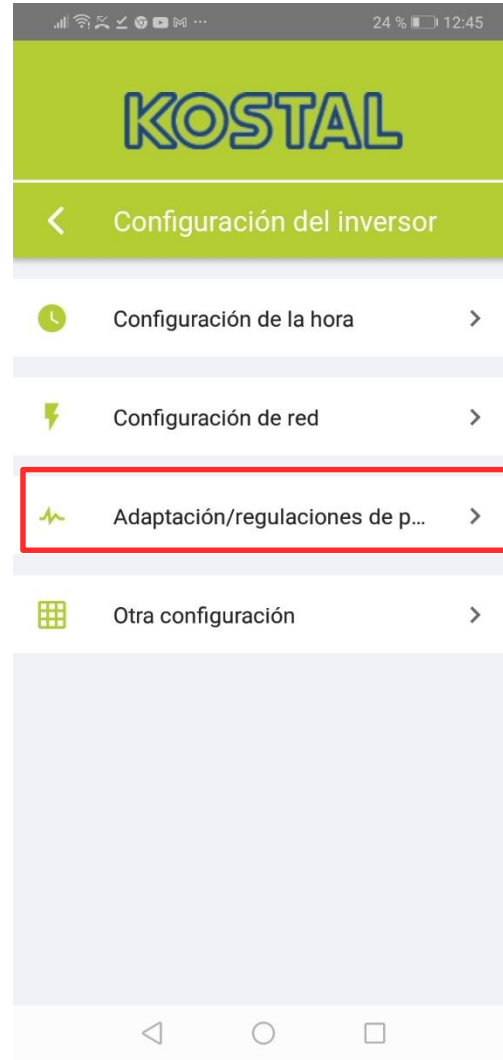 24 % 12:45
KOSTAL
Configuración del inversor
Configuración de la hora
Configuración de red
Adaptación/regulaciones de p...
Otra configuración